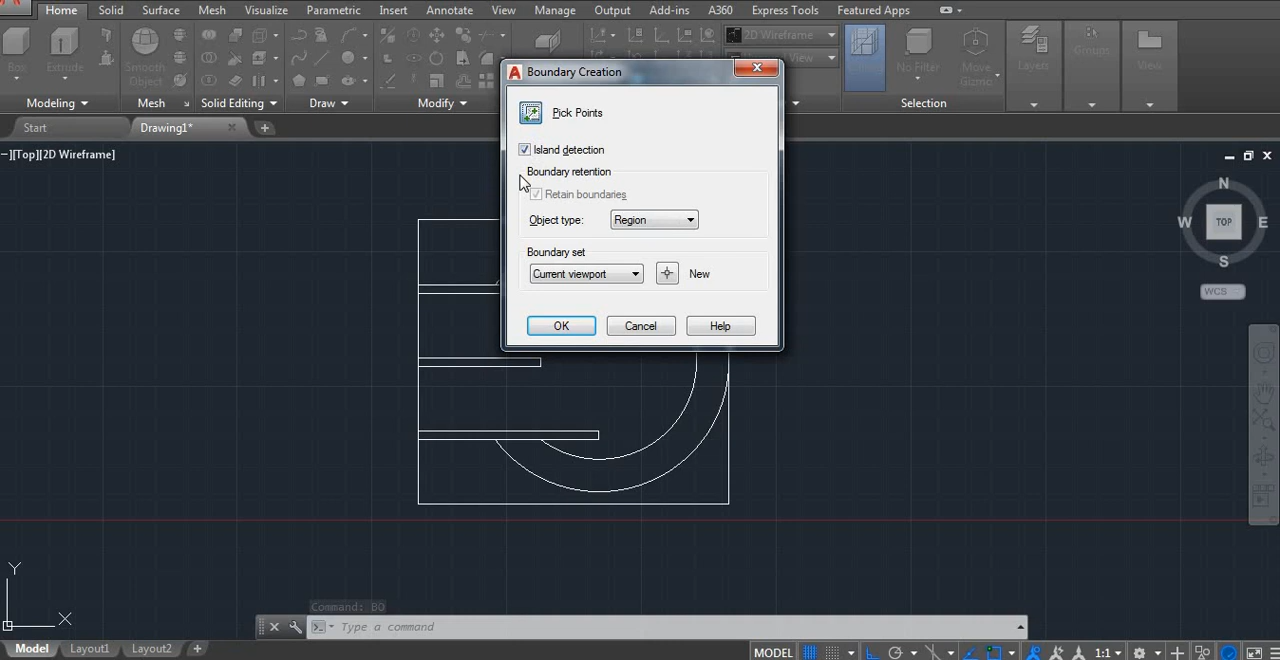 Home Solid Surface Mesh Visualize Parametric Insert Annotate View Manage Output Add-ins A360 Express Tools Featured Apps
2D Wireframe
Box Extrude Smooth Object No Filter Move Gizmo Layers Groups View
Modeling Mesh Solid Editing Draw Modify Selection
Start Drawing1*
−][Top][2D Wireframe]
Boundary Creation
Pick Points
Island detection
Boundary retention
Retain boundaries
Object type: Region
Boundary set
Current viewport New
OK Cancel Help
N
W TOP E
S
WCS
Y
X
Command: BO
Type a command
Model Layout1 Layout2
MODEL 1:1